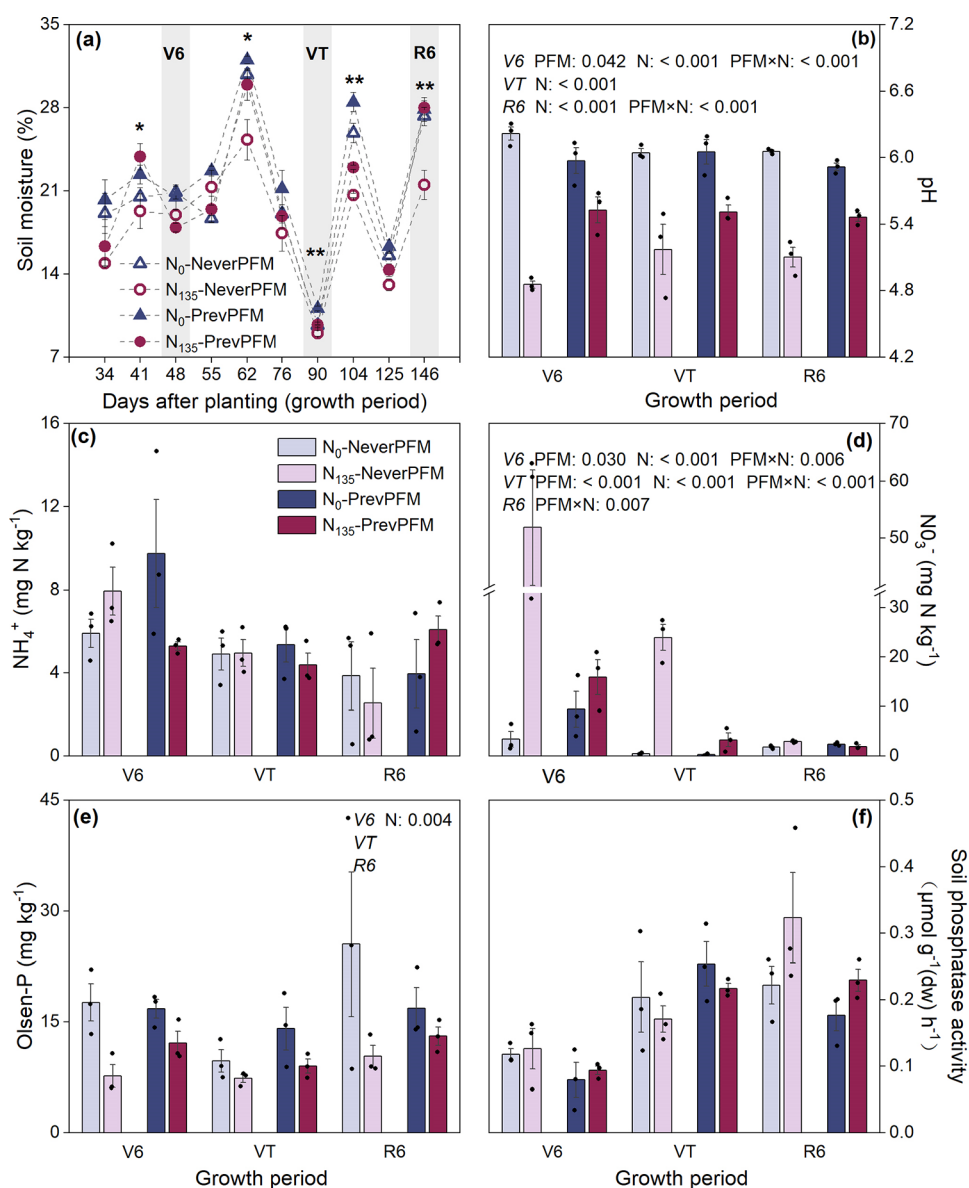 (a)
V6
VT
R6
*
*
**
**
**
35
28
21
14
7
Soil moisture (%)
N₀-NeverPFM
N₁₃₅-NeverPFM
N₀-PrevPFM
N₁₃₅-PrevPFM
34 41 48 55 62 76 90 104 125 146
Days after planting (growth period)
(b)
V6 PFM: 0.042 N: < 0.001 PFM×N: < 0.001
VT N: < 0.001
R6 N: < 0.001 PFM×N: < 0.001
7.2
6.6
6.0
5.4
4.8
4.2
pH
V6 VT R6
Growth period
(c)
16
12
8
4
0
NH₄⁺ (mg N kg⁻¹)
N₀-NeverPFM
N₁₃₅-NeverPFM
N₀-PrevPFM
N₁₃₅-PrevPFM
V6 VT R6
(d)
V6 PFM: 0.030 N: < 0.001 PFM×N: 0.006
VT PFM: < 0.001 N: < 0.001 PFM×N: < 0.001
R6 PFM×N: 0.007
70
60
50
30
20
10
0
N0₃⁻ (mg N kg⁻¹)
V6 VT R6
(e)
V6 N: 0.004
VT
R6
45
30
15
0
Olsen-P (mg kg⁻¹)
V6 VT R6
Growth period
(f)
0.5
0.4
0.3
0.2
0.1
0.0
Soil phosphatase activity
（μmol g⁻¹(dw) h⁻¹）
V6 VT R6
Growth period